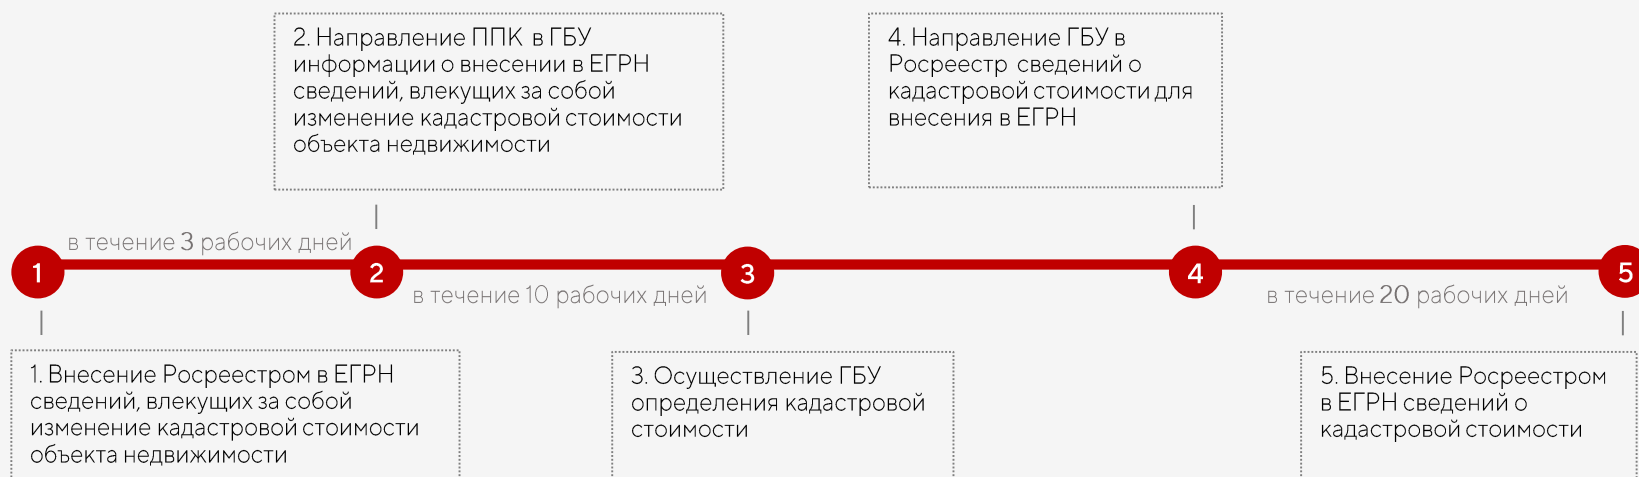 2. Направление ППК в ГБУ
информации о внесении в ЕГРН
сведений, влекущих за собой
изменение кадастровой стоимости
объекта недвижимости
4. Направление ГБУ в
Росреестр сведений о
кадастровой стоимости для
внесения в ЕГРН
в течение 3 рабочих дней
1
2
3
4
5
в течение 10 рабочих дней
в течение 20 рабочих дней
1. Внесение Росреестром в ЕГРН
сведений, влекущих за собой
изменение кадастровой стоимости
объекта недвижимости
3. Осуществление ГБУ
определения кадастровой
стоимости
5. Внесение Росреестром
в ЕГРН сведений о
кадастровой стоимости